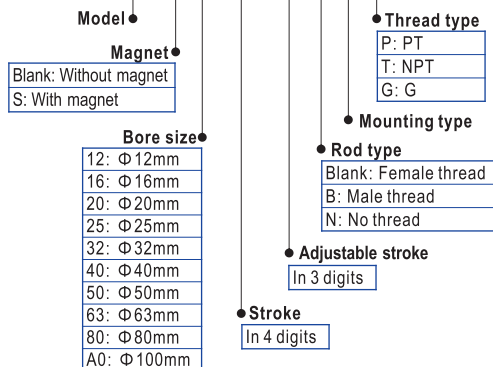 Model
Magnet
Blank: Without magnet
S: With magnet
Bore size
12: Φ12mm
16: Φ16mm
20: Φ20mm
25: Φ25mm
32: Φ32mm
40: Φ40mm
50: Φ50mm
63: Φ63mm
80: Φ80mm
A0: Φ100mm
Stroke
In 4 digits
Adjustable stroke
In 3 digits
Rod type
Blank: Female thread
B: Male thread
N: No thread
Mounting type
Thread type
P: PT
T: NPT
G: G